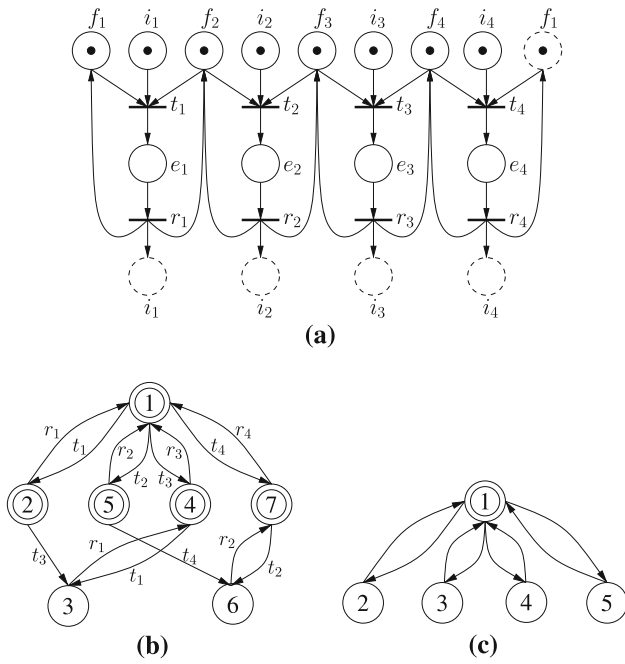 f₁ i₁ f₂ i₂ f₃ i₃ f₄ i₄ f₁
t₁ t₂ t₃ t₄
e₁ e₂ e₃ e₄
r₁ r₂ r₃ r₄
i₁ i₂ i₃ i₄
(a)
1
r₁ t₁ r₂ t₂ r₃ t₃ t₄ r₄
2 5 4 7
t₃ r₁ t₁ t₄ r₂ t₂
3 6
(b)
1
2 3 4 5
(c)